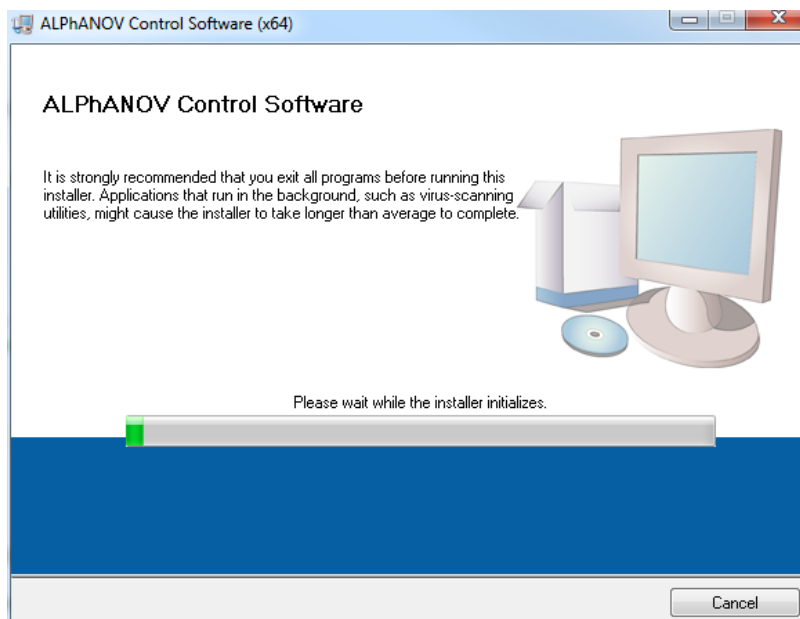 ALPhANOV Control Software (x64)
ALPhANOV Control Software
It is strongly recommended that you exit all programs before running this
installer. Applications that run in the background, such as virus-scanning
utilities, might cause the installer to take longer than average to complete.
Please wait while the installer initializes.
Cancel